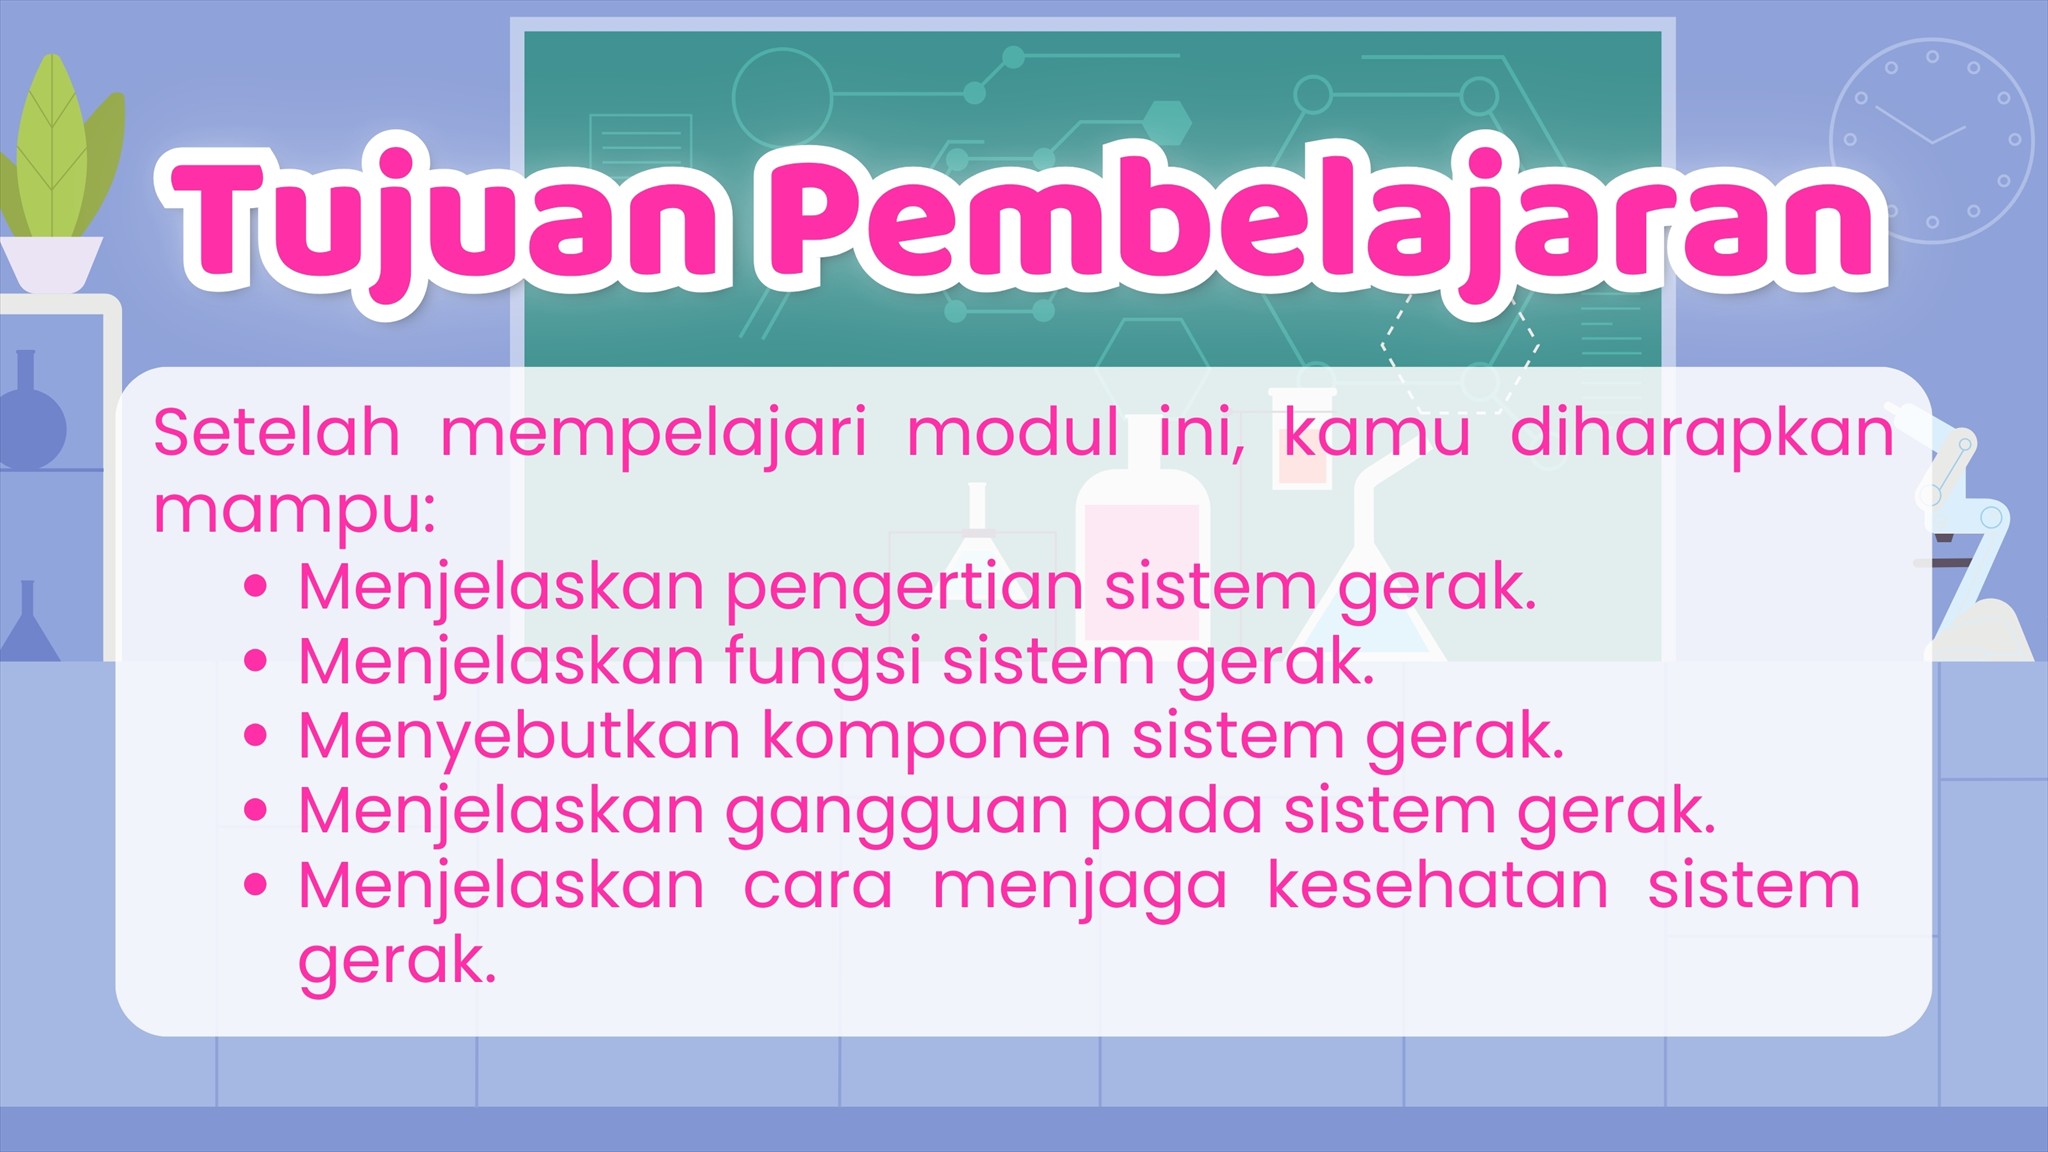 Tujuan Pembelajaran
Setelah mempelajari modul ini, kamu diharapkan
mampu:
• Menjelaskan pengertian sistem gerak.
• Menjelaskan fungsi sistem gerak.
• Menyebutkan komponen sistem gerak.
• Menjelaskan gangguan pada sistem gerak.
• Menjelaskan cara menjaga kesehatan sistem
gerak.